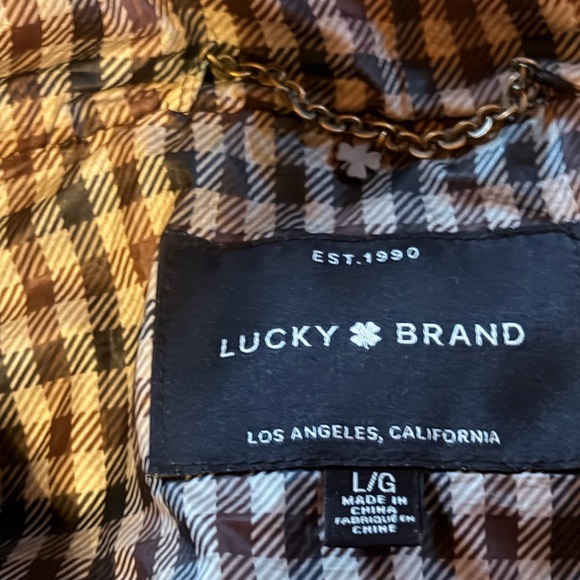 EST.1990
LUCKY BRAND
LOS ANGELES, CALIFORNIA
L/G
MADE IN
CHINA
FABRIQUÉ EN
CHINE